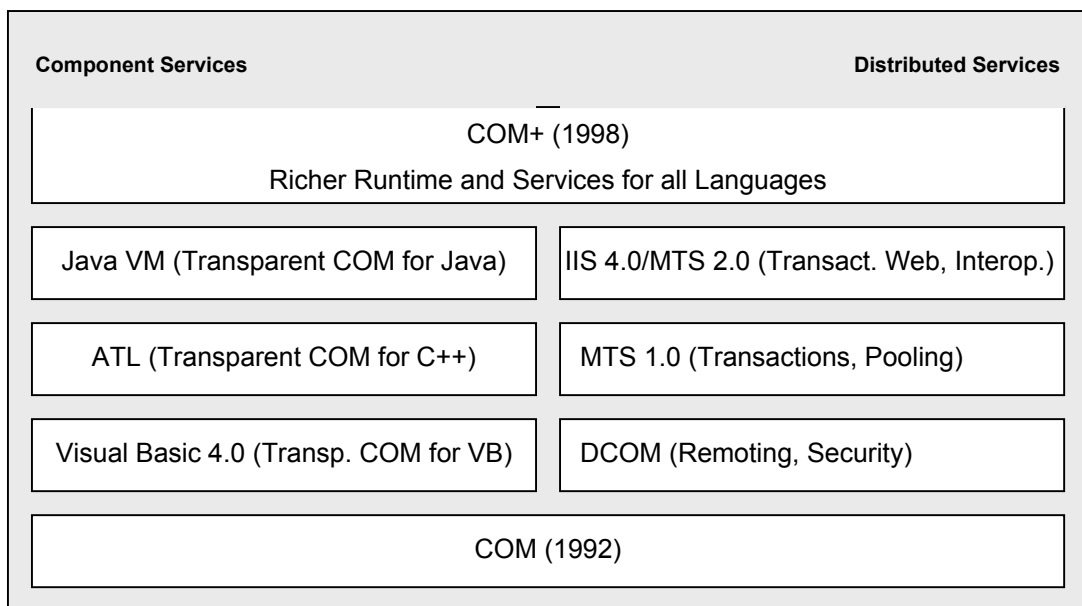 Component Services
Distributed Services
COM+ (1998)
Richer Runtime and Services for all Languages
Java VM (Transparent COM for Java)
IIS 4.0/MTS 2.0 (Transact. Web, Interop.)
ATL (Transparent COM for C++)
MTS 1.0 (Transactions, Pooling)
Visual Basic 4.0 (Transp. COM for VB)
DCOM (Remoting, Security)
COM (1992)